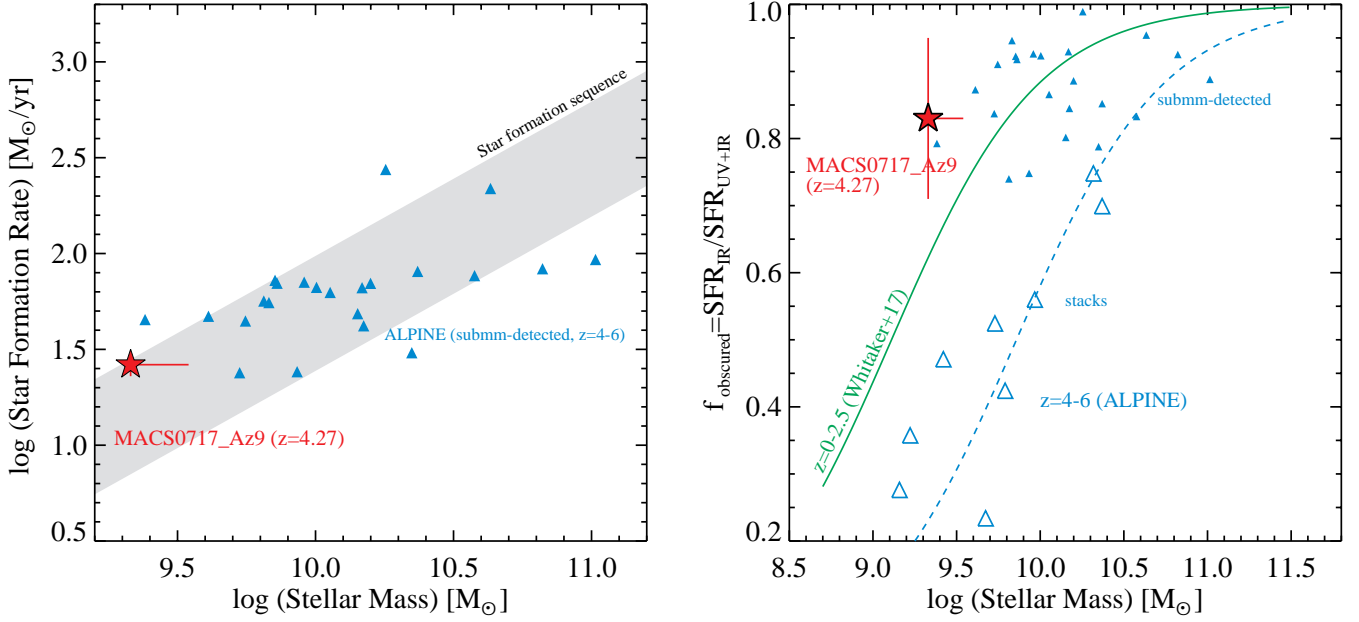 3.0
2.5
2.0
1.5
1.0
0.5
log (Star Formation Rate) [M☉/yr]
Star formation sequence
ALPINE (submm-detected, z=4-6)
MACS0717_Az9 (z=4.27)
9.5 10.0 10.5 11.0
log (Stellar Mass) [M☉]
1.0
0.8
0.6
0.4
0.2
f obscured=SFR_IR/SFR_UV+IR
submm-detected
MACS0717_Az9
(z=4.27)
z=0-2.5 (Whitaker+17)
stacks
z=4-6 (ALPINE)
8.5 9.0 9.5 10.0 10.5 11.0 11.5
log (Stellar Mass) [M☉]